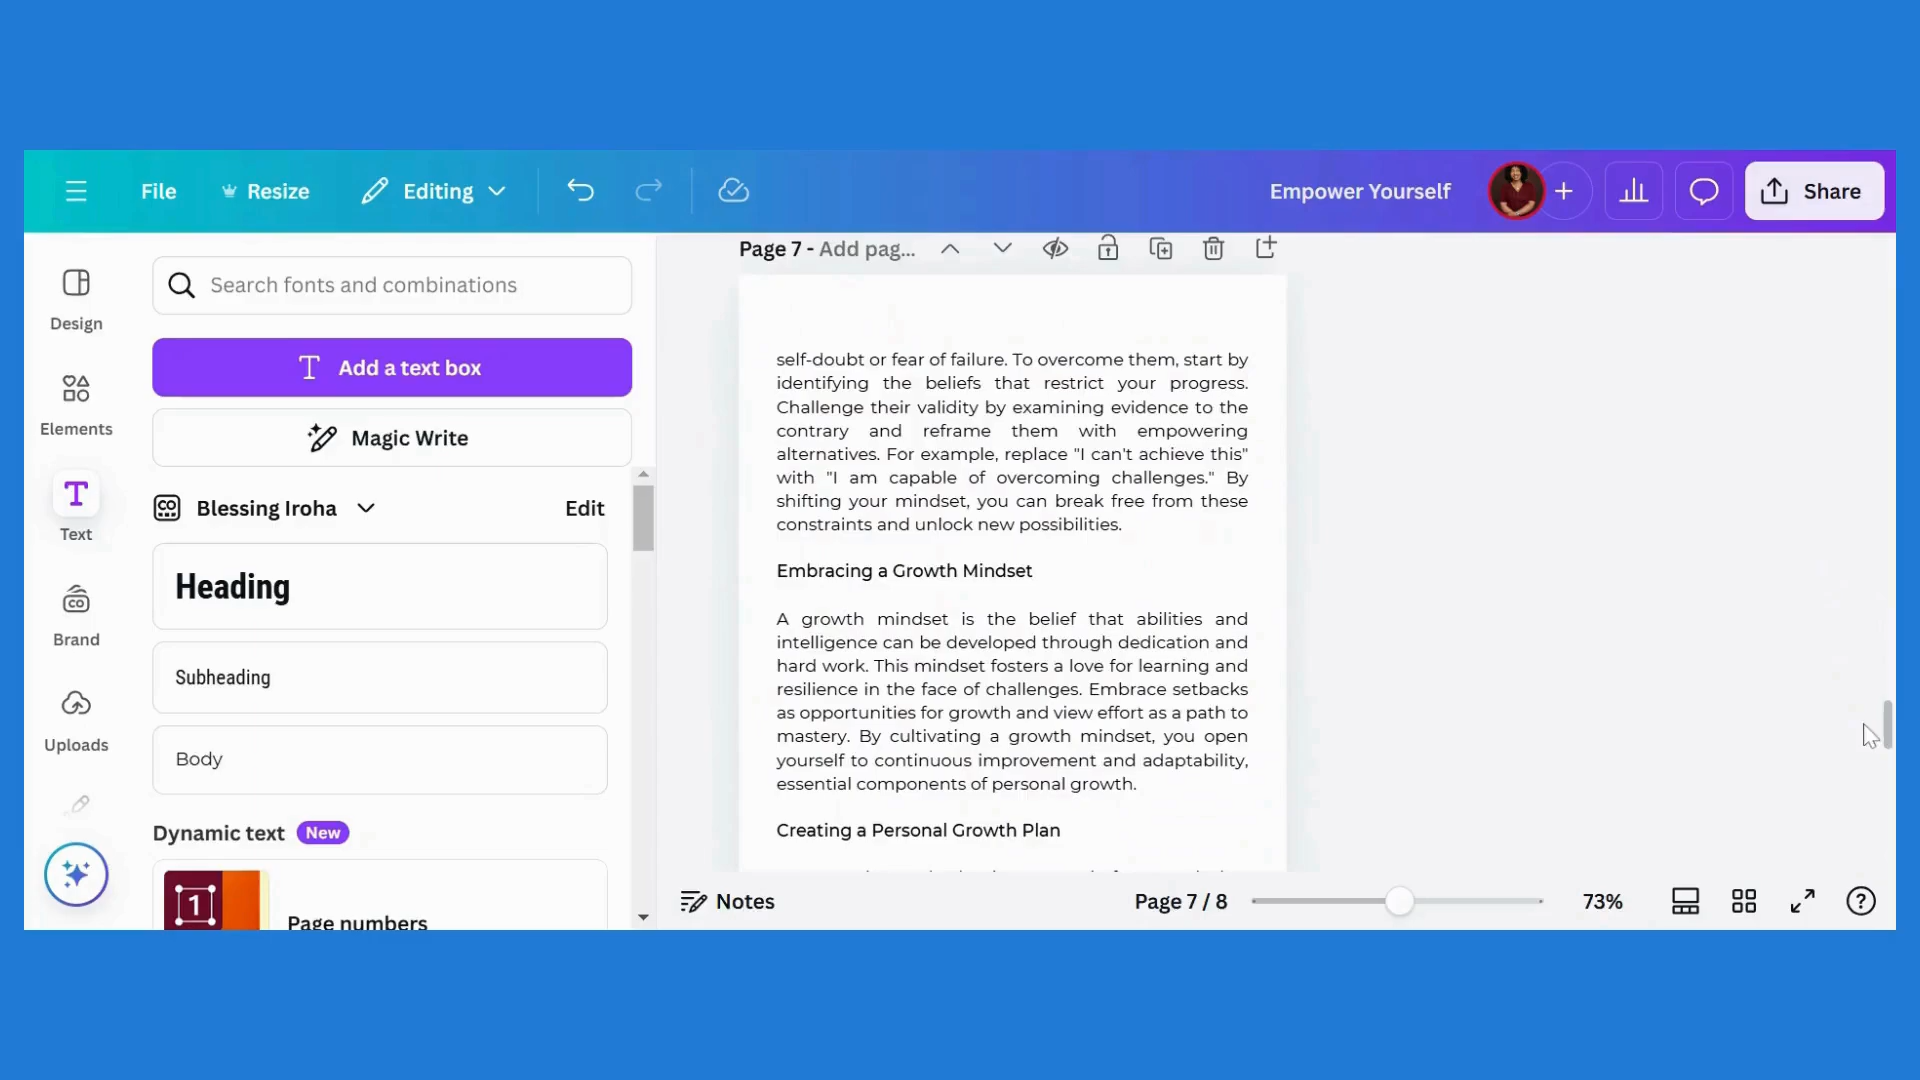 File
Resize
Editing
Empower Yourself
Share
Design
Elements
Text
Brand
Uploads
Search fonts and combinations
Add a text box
Magic Write
Blessing Iroha
Edit
Heading
Subheading
Body
Dynamic text New
1
Page numbers
Page 7 - Add pag...
self-doubt or fear of failure. To overcome them, start by
identifying the beliefs that restrict your progress.
Challenge their validity by examining evidence to the
contrary and reframe them with empowering
alternatives. For example, replace "I can't achieve this"
with "I am capable of overcoming challenges." By
shifting your mindset, you can break free from these
constraints and unlock new possibilities.
Embracing a Growth Mindset
A growth mindset is the belief that abilities and
intelligence can be developed through dedication and
hard work. This mindset fosters a love for learning and
resilience in the face of challenges. Embrace setbacks
as opportunities for growth and view effort as a path to
mastery. By cultivating a growth mindset, you open
yourself to continuous improvement and adaptability,
essential components of personal growth.
Creating a Personal Growth Plan
Notes
Page 7 / 8
73%